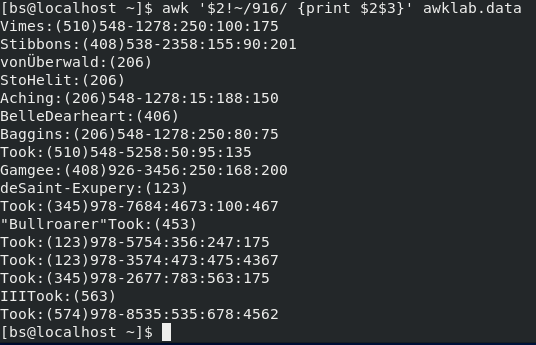 [bs@localhost ~]$ awk '$2!~/916/ {print $2$3}' awklab.data
Vimes:(510)548-1278:250:100:175
Stibbons:(408)538-2358:155:90:201
vonÜberwald:(206)
StoHelit:(206)
Aching:(206)548-1278:15:188:150
BelleDearheart:(406)
Baggins:(206)548-1278:250:80:75
Took:(510)548-5258:50:95:135
Gamgee:(408)926-3456:250:168:200
deSaint-Exupery:(123)
Took:(345)978-7684:4673:100:467
"Bullroarer"Took:(453)
Took:(123)978-5754:356:247:175
Took:(123)978-3574:473:475:4367
Took:(345)978-2677:783:563:175
IIITook:(563)
Took:(574)978-8535:535:678:4562
[bs@localhost ~]$